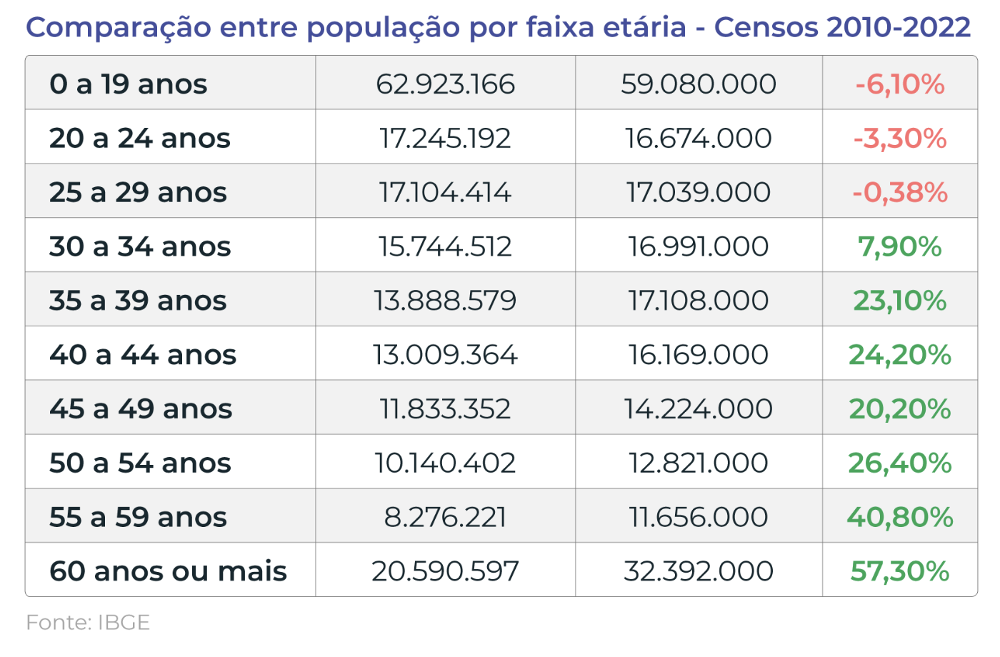 Comparação entre população por faixa etária - Censos 2010-2022
0 a 19 anos 62.923.166 59.080.000 -6,10%
20 a 24 anos 17.245.192 16.674.000 -3,30%
25 a 29 anos 17.104.414 17.039.000 -0,38%
30 a 34 anos 15.744.512 16.991.000 7,90%
35 a 39 anos 13.888.579 17.108.000 23,10%
40 a 44 anos 13.009.364 16.169.000 24,20%
45 a 49 anos 11.833.352 14.224.000 20,20%
50 a 54 anos 10.140.402 12.821.000 26,40%
55 a 59 anos 8.276.221 11.656.000 40,80%
60 anos ou mais 20.590.597 32.392.000 57,30%
Fonte: IBGE